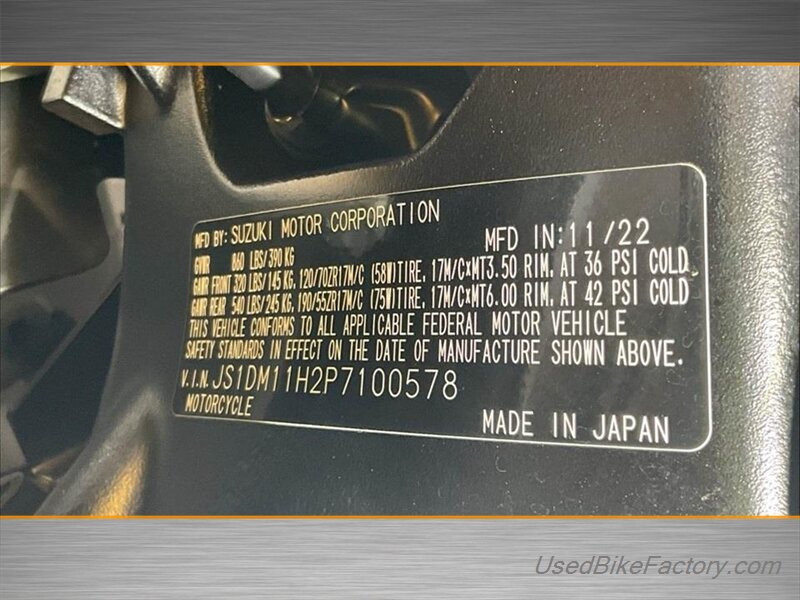 MFD BY: SUZUKI MOTOR CORPORATION
MFD IN: 11/22
GVWR 860 LBS/390 KG
GAWR FRONT 320 LBS/145 KG, 120/70ZR17M/C (58W)TIRE, 17M/C×MT3.50 RIM, AT 36 PSI COLD,
GAWR REAR 540 LBS/245 KG, 190/55ZR17M/C (75W)TIRE, 17M/C×MT6.00 RIM, AT 42 PSI COLD
THIS VEHICLE CONFORMS TO ALL APPLICABLE FEDERAL MOTOR VEHICLE
SAFETY STANDARDS IN EFFECT ON THE DATE OF MANUFACTURE SHOWN ABOVE.
V.I.N. JS1DM11H2P7100578
MOTORCYCLE
MADE IN JAPAN
UsedBikeFactory.com